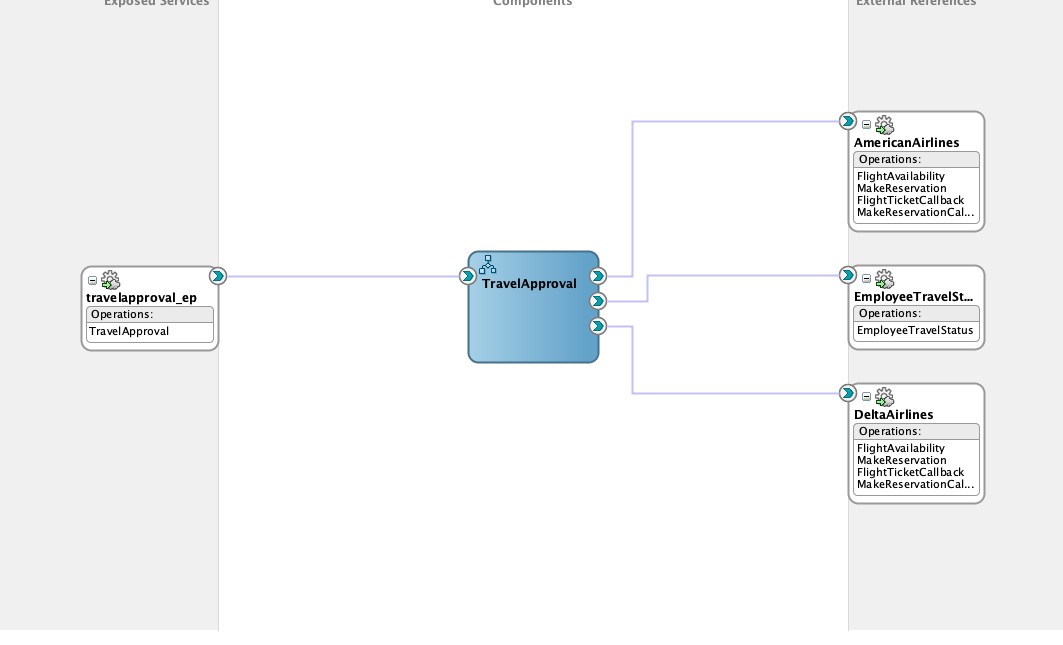 Exposed Services
Components
External References
AmericanAirlines
Operations:
FlightAvailability
MakeReservation
FlightTicketCallback
MakeReservationCal...
travelapproval_ep
Operations:
TravelApproval
TravelApproval
EmployeeTravelSt...
Operations:
EmployeeTravelStatus
DeltaAirlines
Operations:
FlightAvailability
MakeReservation
FlightTicketCallback
MakeReservationCal...